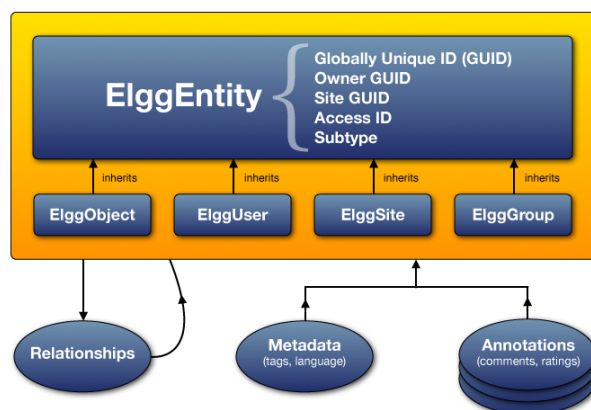 ElggEntity
Globally Unique ID (GUID)
Owner GUID
Site GUID
Access ID
Subtype
inherits
inherits
inherits
inherits
ElggObject
ElggUser
ElggSite
ElggGroup
Relationships
Metadata
(tags, language)
Annotations
(comments, ratings)